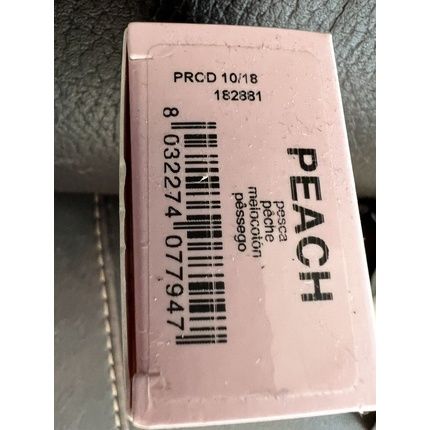 PROD 10/18
182881
PEACH
pesca
pêche
melocotón
pêssego
8 032274 077947